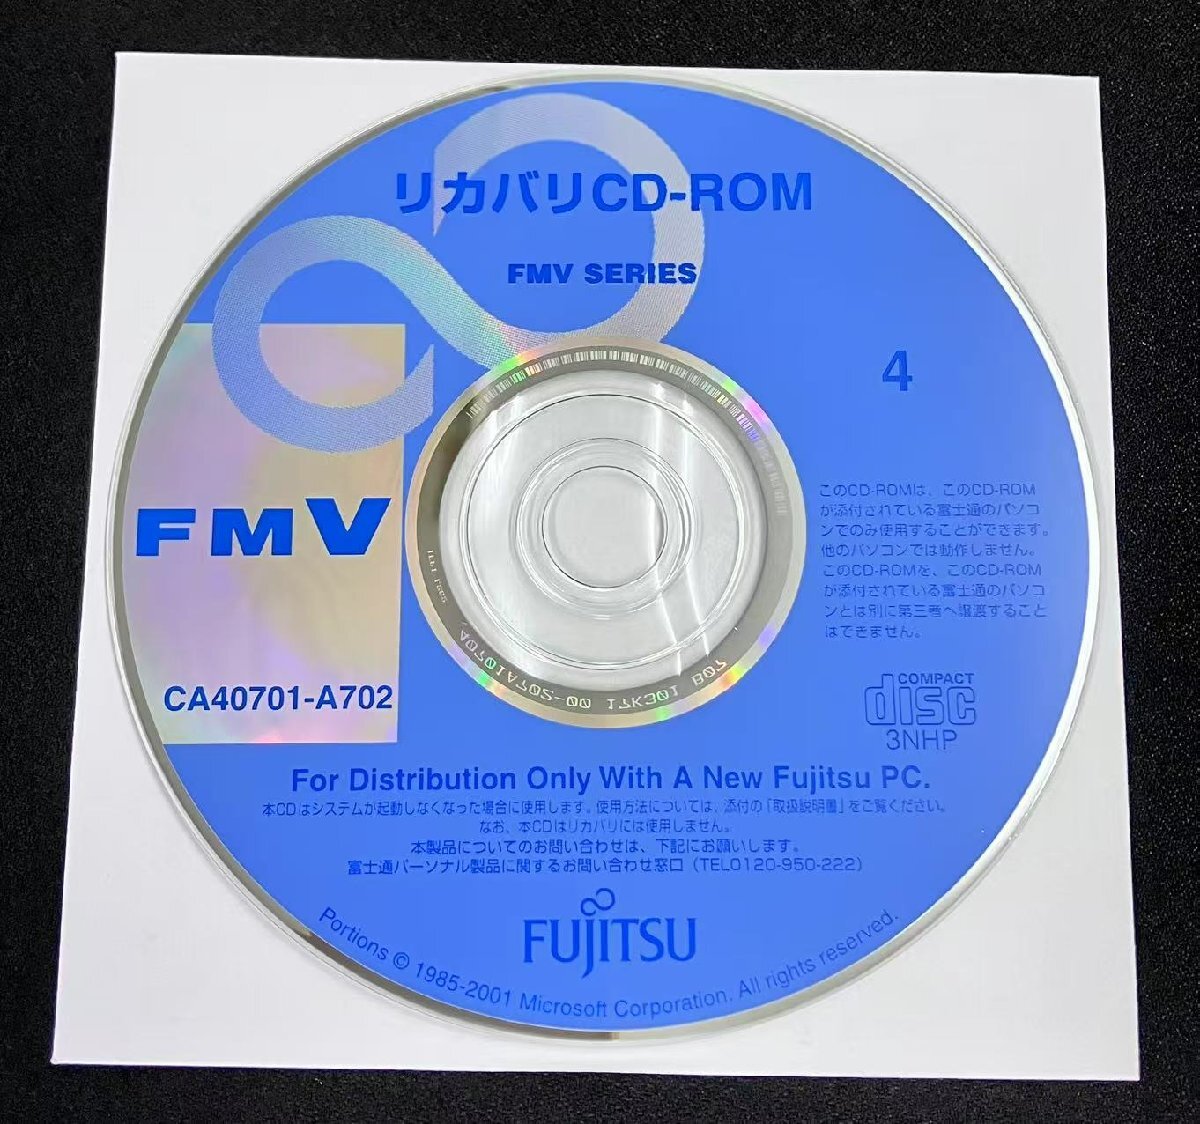 リカバリCD-ROM
FMV SERIES
4
このCD-ROMは、このCD-ROM
が添付されている富士通のパソコ
ンでのみ使用することができます。
他のパソコンでは動作しません。
このCD-ROMを、このCD-ROM
が添付されている富士通のパソコ
ンとは別に第三者へ譲渡すること
はできません。
FMV
CA40701-A702
COMPACT
disc
3NHP
For Distribution Only With A New Fujitsu PC.
本CDはシステムが起動しなくなった場合に使用します。使用方法については、添付の「取扱説明書」をご覧ください。
なお、本CDはリカバリには使用しません。
本製品についてのお問い合わせは、下記にお願いします。
富士通パーソナル製品に関するお問い合わせ窓口（TEL0120-950-222）
FUJITSU
Portions © 1985-2001 Microsoft Corporation. All rights reserved.